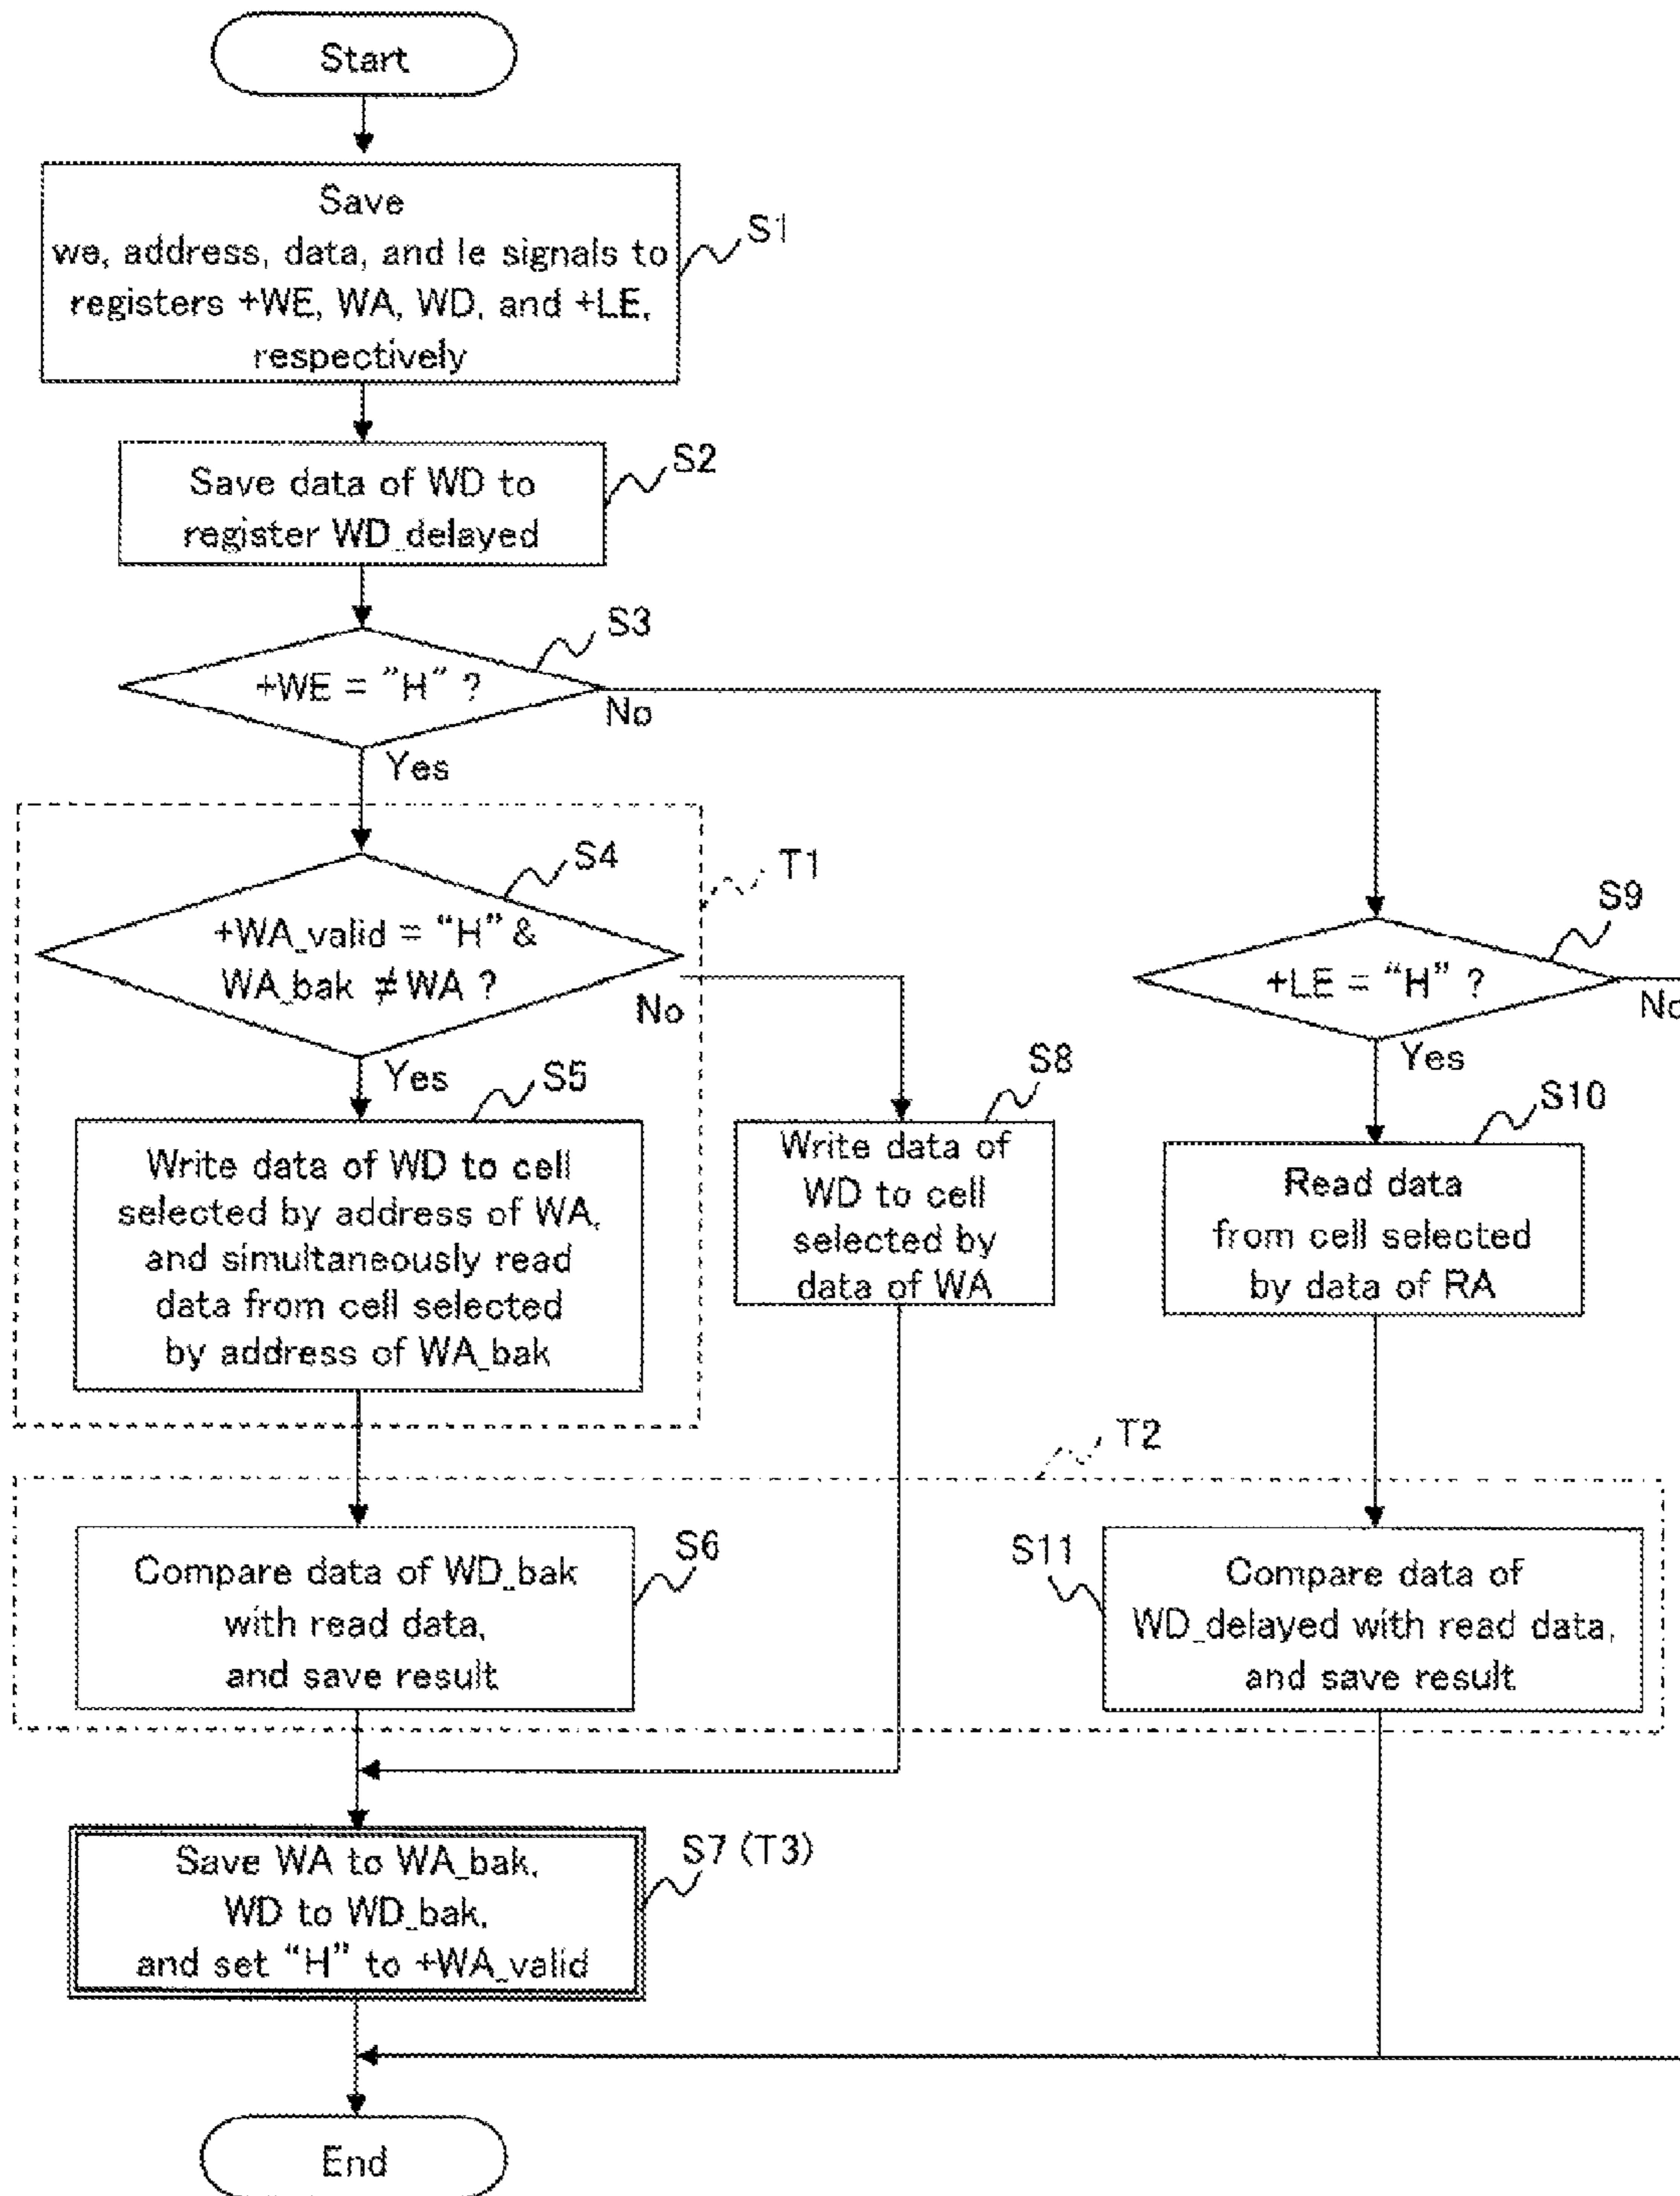 Start
Save
we, address, data, and le signals to
registers +WE, WA, WD, and +LE,
respectively
S1
Save data of WD to
register WD_delayed
S2
+WE = "H" ?
S3
No
Yes
+WA_valid = "H" &
WA_bak ≠ WA ?
S4
T1
No
Yes
+LE = "H" ?
S9
No
Yes
Write data of WD to cell
selected by address of WA,
and simultaneously read
data from cell selected
by address of WA_bak
S5
Write data of
WD to cell
selected by
data of WA
S8
Read data
from cell selected
by data of RA
S10
T2
Compare data of WD_bak
with read data,
and save result
S6
S11
Compare data of
WD_delayed with read data,
and save result
Save WA to WA_bak,
WD to WD_bak,
and set "H" to +WA_valid
S7 (T3)
End